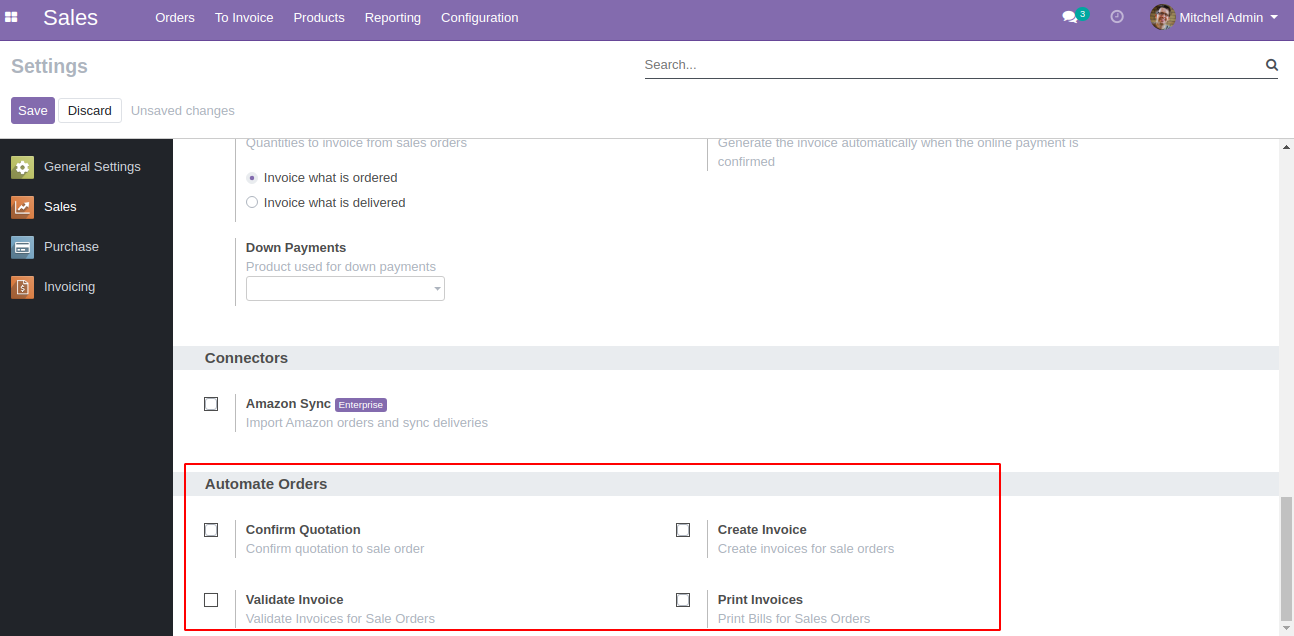 Sales Orders To Invoice Products Reporting Configuration 3 Mitchell Admin
Settings Search...
Save Discard Unsaved changes
General Settings
Sales
Purchase
Invoicing
Quantities to invoice from sales orders
Invoice what is ordered
Invoice what is delivered
Generate the invoice automatically when the online payment is
confirmed
Down Payments
Product used for down payments
Connectors
Amazon Sync Enterprise
Import Amazon orders and sync deliveries
Automate Orders
Confirm Quotation
Confirm quotation to sale order
Create Invoice
Create invoices for sale orders
Validate Invoice
Validate Invoices for Sale Orders
Print Invoices
Print Bills for Sales Orders